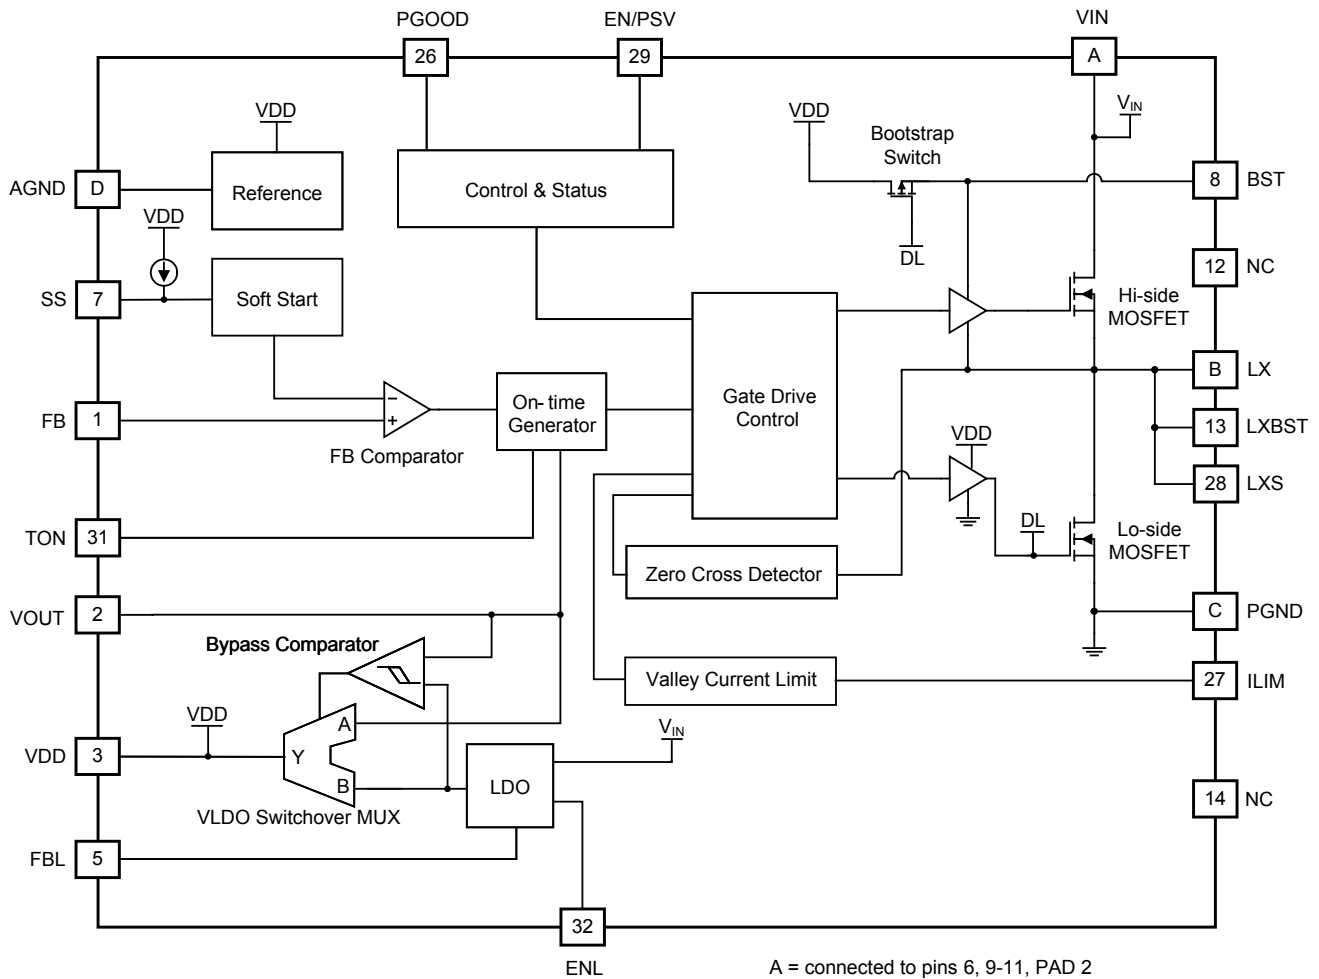 PGOOD
EN/PSV
VIN
26
29
A
VDD
VDD
Bootstrap
Switch
VIN
AGND
D
Reference
Control & Status
8
BST
VDD
DL
12
NC
SS
7
Soft Start
Hi-side
MOSFET
B
LX
FB
1
−
+
FB Comparator
On-time
Generator
Gate Drive
Control
13
LXBST
VDD
28
LXS
TON
31
DL
Lo-side
MOSFET
Zero Cross Detector
VOUT
2
C
PGND
Bypass Comparator
Valley Current Limit
27
ILIM
VDD
A
VIN
VDD
3
Y
B
LDO
14
NC
VLDO Switchover MUX
FBL
5
32
ENL
A = connected to pins 6, 9-11, PAD 2